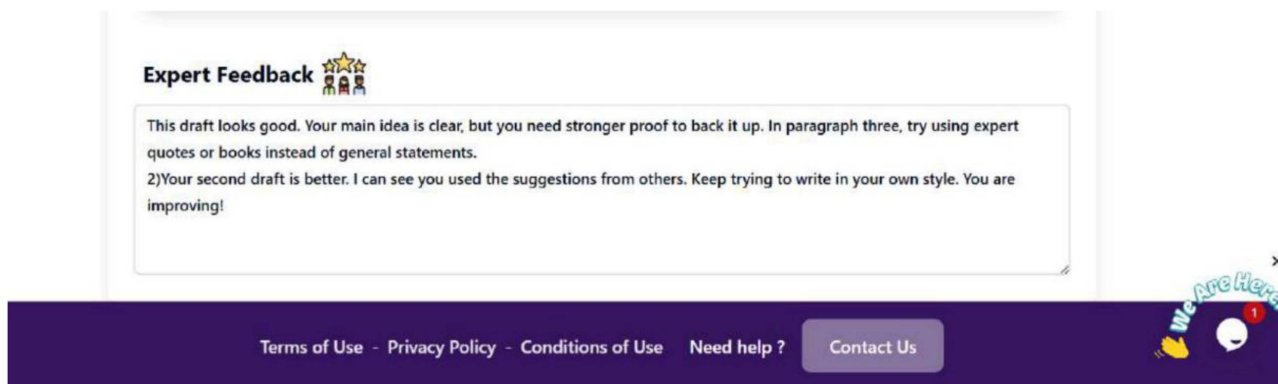 Expert Feedback
This draft looks good. Your main idea is clear, but you need stronger proof to back it up. In paragraph three, try using expert
quotes or books instead of general statements.
2)Your second draft is better. I can see you used the suggestions from others. Keep trying to write in your own style. You are
improving!
We Are Here
1
Terms of Use - Privacy Policy - Conditions of Use Need help ? Contact Us